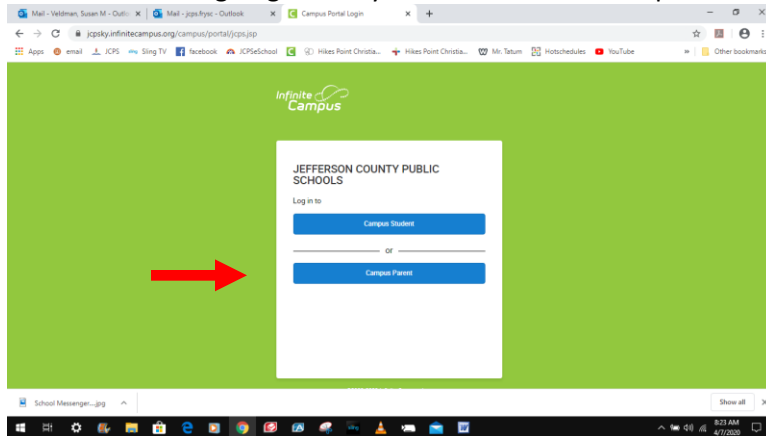 Mail - Veldman, Susan M - Outlo
Mail - jcps.frysc - Outlook
Campus Portal Login
jcpsky.infinitecampus.org/campus/portal/jcps.jsp
Apps email JCPS Sling TV facebook JCPSeSchool Hikes Point Christia... Hikes Point Christia... Mr. Tatum Hotschedules YouTube » Other bookmarks
Infinite
Campus
JEFFERSON COUNTY PUBLIC
SCHOOLS
Log in to
Campus Student
or
Campus Parent
School Messenger....jpg
Show all
8:23 AM
4/7/2020